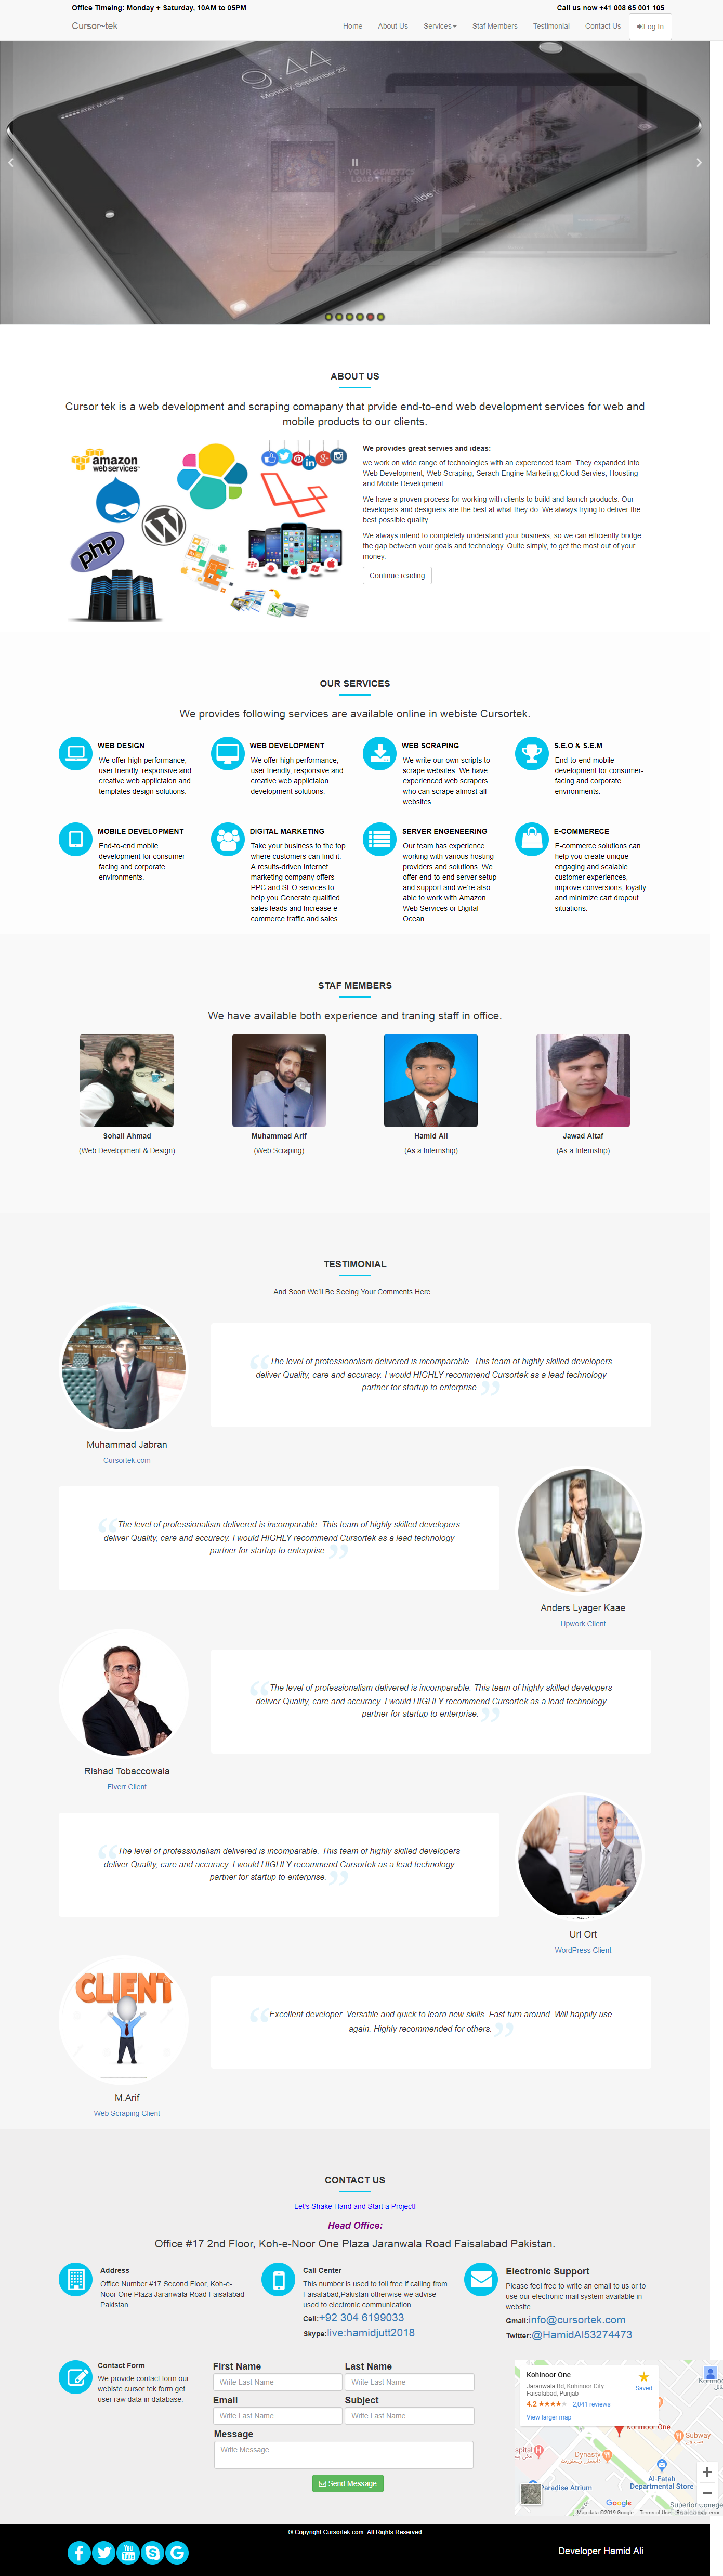 Office Timeing: Monday + Saturday, 10AM to 05PM
Call us now +41 008 65 001 105
Cursor~tek
Home
About Us
Services
Staf Members
Testimonial
Contact Us
Log In
9:44
Monday, September 22
YOUR GENETICS
LOAD THE GUN
ABOUT US
Cursor tek is a web development and scraping comapany that prvide end-to-end web development services for web and
mobile products to our clients.
amazon
webservices™
php
We provides great servies and ideas:
we work on wide range of technologies with an experenced team. They expanded into
Web Development, Web Scraping, Serach Engine Marketing,Cloud Servies, Housting
and Mobile Development.
We have a proven process for working with clients to build and launch products. Our
developers and designers are the best at what they do. We always trying to deliver the
best possible quality.
We always intend to completely understand your business, so we can efficiently bridge
the gap between your goals and technology. Quite simply, to get the most out of your
money.
Continue reading
OUR SERVICES
We provides following services are available online in webiste Cursortek.
WEB DESIGN
We offer high performance,
user friendly, responsive and
creative web applictaion and
templates design solutions.
WEB DEVELOPMENT
We offer high performance,
user friendly, responsive and
creative web applictaion
development solutions.
WEB SCRAPING
We write our own scripts to
scrape websites. We have
experienced web scrapers
who can scrape almost all
websites.
S.E.O & S.E.M
End-to-end mobile
development for consumer-
facing and corporate
environments.
MOBILE DEVELOPMENT
End-to-end mobile
development for consumer-
facing and corporate
environments.
DIGITAL MARKETING
Take your business to the top
where customers can find it.
A results-driven Internet
marketing company offers
PPC and SEO services to
help you Generate qualified
sales leads and Increase e-
commerce traffic and sales.
SERVER ENGENEERING
Our team has experience
working with various hosting
providers and solutions. We
offer end-to-end server setup
and support and we're also
able to work with Amazon
Web Services or Digital
Ocean.
E-COMMERECE
E-commerce solutions can
help you create unique
engaging and scalable
customer experiences,
improve conversions, loyalty
and minimize cart dropout
situations.
STAF MEMBERS
We have available both experience and traning staff in office.
Sohail Ahmad
(Web Development & Design)
Muhammad Arif
(Web Scraping)
Hamid Ali
(As a Internship)
Jawad Altaf
(As a Internship)
TESTIMONIAL
And Soon We'll Be Seeing Your Comments Here...
“The level of professionalism delivered is incomparable. This team of highly skilled developers
deliver Quality, care and accuracy. I would HIGHLY recommend Cursortek as a lead technology
partner for startup to enterprise.”
Muhammad Jabran
Cursortek.com
“The level of professionalism delivered is incomparable. This team of highly skilled developers
deliver Quality, care and accuracy. I would HIGHLY recommend Cursortek as a lead technology
partner for startup to enterprise.”
Anders Lyager Kaae
Upwork Client
“The level of professionalism delivered is incomparable. This team of highly skilled developers
deliver Quality, care and accuracy. I would HIGHLY recommend Cursortek as a lead technology
partner for startup to enterprise.”
Rishad Tobaccowala
Fiverr Client
“The level of professionalism delivered is incomparable. This team of highly skilled developers
deliver Quality, care and accuracy. I would HIGHLY recommend Cursortek as a lead technology
partner for startup to enterprise.”
Uri Ort
WordPress Client
CLIENT
“Excellent developer. Versatile and quick to learn new skills. Fast turn around. Will happily use
again. Highly recommended for others.”
M.Arif
Web Scraping Client
CONTACT US
Let's Shake Hand and Start a Project!
Head Office:
Office #17 2nd Floor, Koh-e-Noor One Plaza Jaranwala Road Faisalabad Pakistan.
Address
Office Number #17 Second Floor, Koh-e-
Noor One Plaza Jaranwala Road Faisalabad
Pakistan.
Call Center
This number is used to toll free if calling from
Faisalabad,Pakistan otherwise we advise
used to electronic communication.
Cell:+92 304 6199033
Skype:live:hamidjutt2018
Electronic Support
Please feel free to write an email to us or to
use our electronic mail system available in
website.
Gmail:info@cursortek.com
Twitter:@HamidAl53274473
Contact Form
We provide contact form our
webiste cursor tek form get
user raw data in database.
First Name
Last Name
Write Last Name
Write Last Name
Email
Subject
Write Last Name
Write Last Name
Message
Write Message
Send Message
Kohinoor One
Jaranwala Rd, Kohinoor City
Faisalabad, Punjab
4.2
2,041 reviews
View larger map
Saved
Kohinoor One
Subway
Dynasty
Al-Fatah
Departmental Store
Paradise Atrium
Superior College
Google
Map data ©2019 Google
Terms of Use
Report a map error
© Copyright Cursortek.com. All Rights Reserved
You
Tube
Developer Hamid Ali